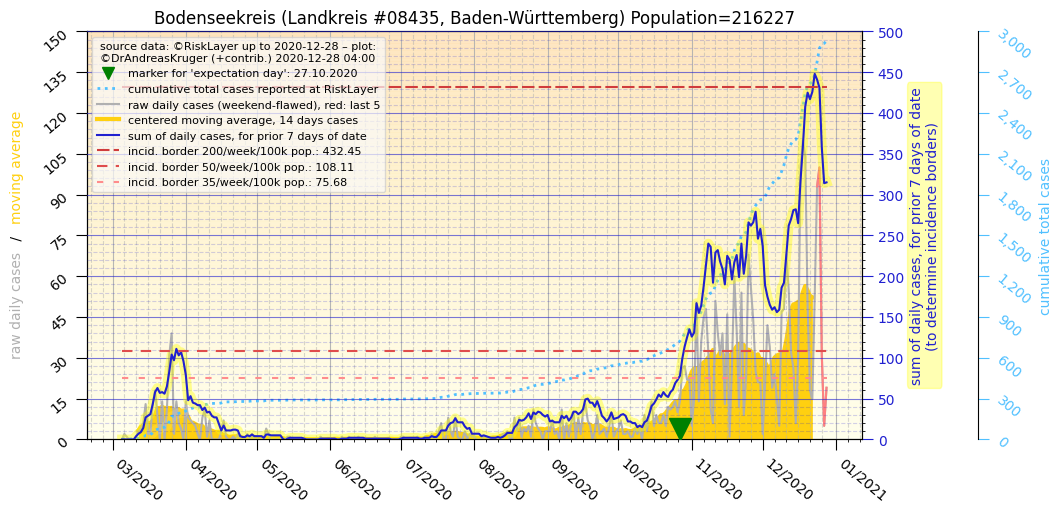 Bodenseekreis (Landkreis #08435, Baden-Württemberg) Population=216227
source data: ©RiskLayer up to 2020-12-28 – plot:
©DrAndreasKruger (+contrib.) 2020-12-28 04:00
marker for 'expectation day': 27.10.2020
cumulative total cases reported at RiskLayer
raw daily cases (weekend-flawed), red: last 5
centered moving average, 14 days cases
sum of daily cases, for prior 7 days of date
incid. border 200/week/100k pop.: 432.45
incid. border 50/week/100k pop.: 108.11
incid. border 35/week/100k pop.: 75.68
raw daily cases / moving average
150
135
120
105
90
75
60
45
30
15
0
03/2020
04/2020
05/2020
06/2020
07/2020
08/2020
09/2020
10/2020
11/2020
12/2020
01/2021
500
450
400
350
300
250
200
150
100
50
0
sum of daily cases, for prior 7 days of date
(to determine incidence borders)
3,000
2,700
2,400
2,100
1,800
1,500
1,200
900
600
300
0
cumulative total cases